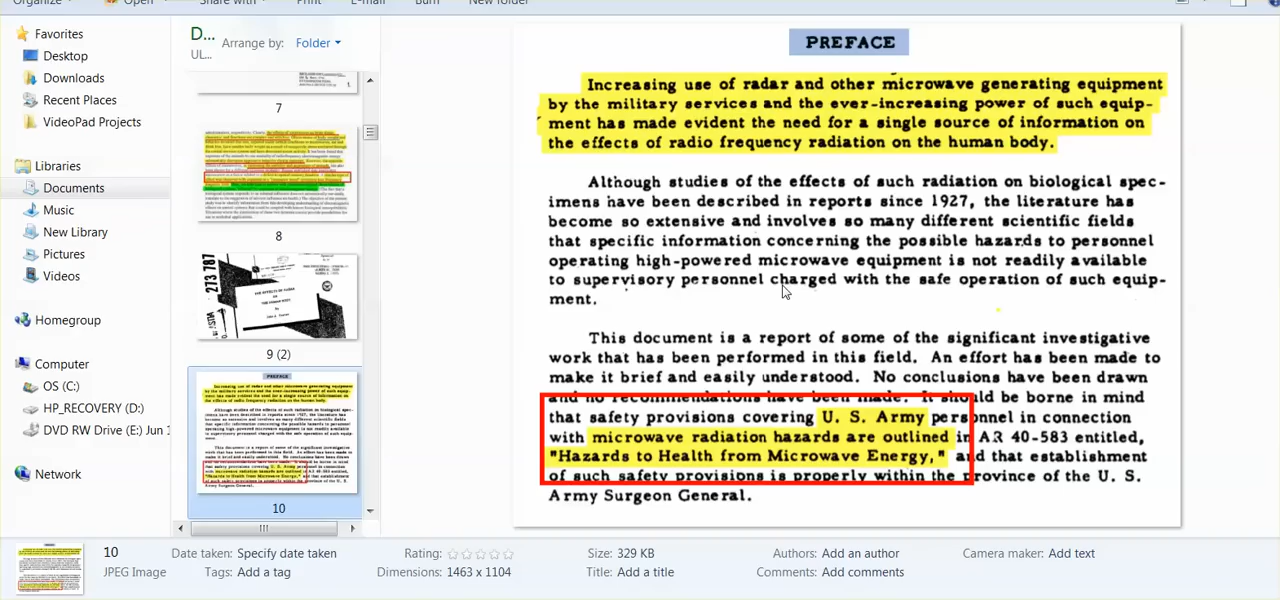 Organize
Open
Share with
Print
E-mail
Burn
New folder
Favorites
Desktop
Downloads
Recent Places
VideoPad Projects
Libraries
Documents
Music
New Library
Pictures
Videos
Homegroup
Computer
OS (C:)
HP_RECOVERY (D:)
DVD RW Drive (E:) Jun 1
Network
D...
UL...
Arrange by: Folder
7
8
273 787
9 (2)
10
PREFACE
Increasing use of radar and other microwave generating equipment
by the military services and the ever-increasing power of such equip-
ment has made evident the need for a single source of information on
the effects of radio frequency radiation on the human body.
Although studies of the effects of such radiation on biological spec-
imens have been described in reports since 1927, the literature has
become so extensive and involves so many different scientific fields
that specific information concerning the possible hazards to personnel
operating high-powered microwave equipment is not readily available
to supervisory personnel charged with the safe operation of such equip-
ment.
This document is a report of some of the significant investigative
work that has been performed in this field. An effort has been made to
make it brief and easily understood. No conclusions have been drawn
and no recommendations have been made. It should be borne in mind
that safety provisions covering U. S. Army personnel in connection
with microwave radiation hazards are outlined in AR 40-583 entitled,
"Hazards to Health from Microwave Energy," and that establishment
of such safety provisions is properly within the province of the U. S.
Army Surgeon General.
10
JPEG Image
Date taken: Specify date taken
Tags: Add a tag
Rating:
Dimensions: 1463 x 1104
Size: 329 KB
Title: Add a title
Authors: Add an author
Comments: Add comments
Camera maker: Add text